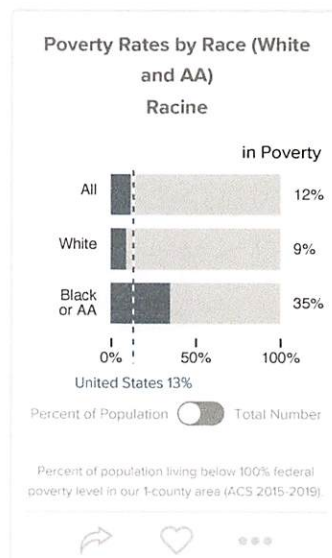 Poverty Rates by Race (White
and AA)
Racine
in Poverty
All 12%
White 9%
Black
or AA 35%
0% 50% 100%
United States 13%
Percent of Population Total Number
Percent of population living below 100% federal
poverty level in our 1-county area (ACS 2015-2019).